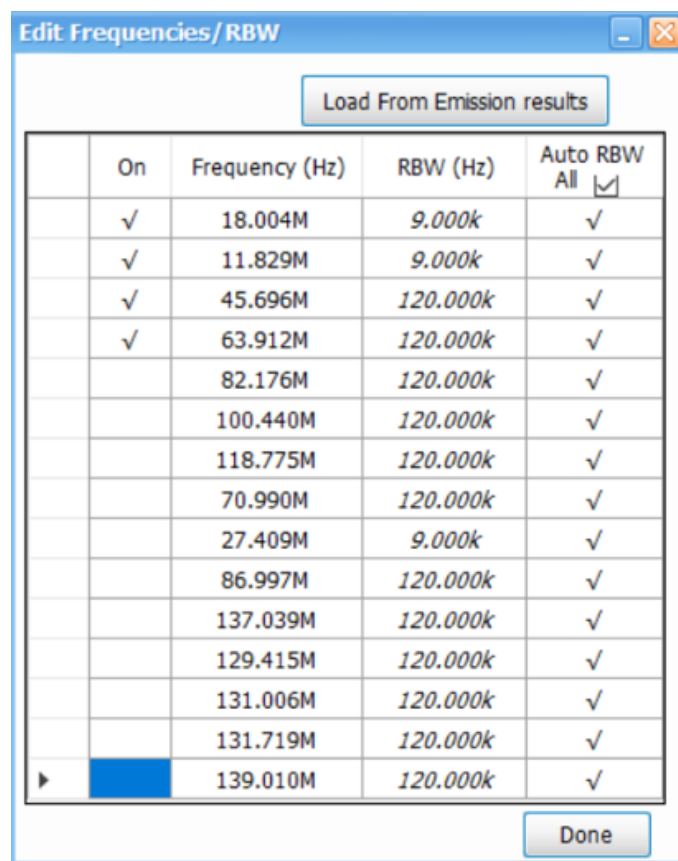 Edit Frequencies/RBW
Load From Emission results
On Frequency (Hz) RBW (Hz) Auto RBW
All
√ 18.004M 9.000k √
√ 11.829M 9.000k √
√ 45.696M 120.000k √
√ 63.912M 120.000k √
82.176M 120.000k √
100.440M 120.000k √
118.775M 120.000k √
70.990M 120.000k √
27.409M 9.000k √
86.997M 120.000k √
137.039M 120.000k √
129.415M 120.000k √
131.006M 120.000k √
131.719M 120.000k √
139.010M 120.000k √
Done